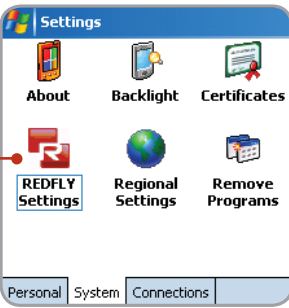 Settings
About Backlight Certificates
REDFLY Regional Remove
Settings Settings Programs
Personal System Connections